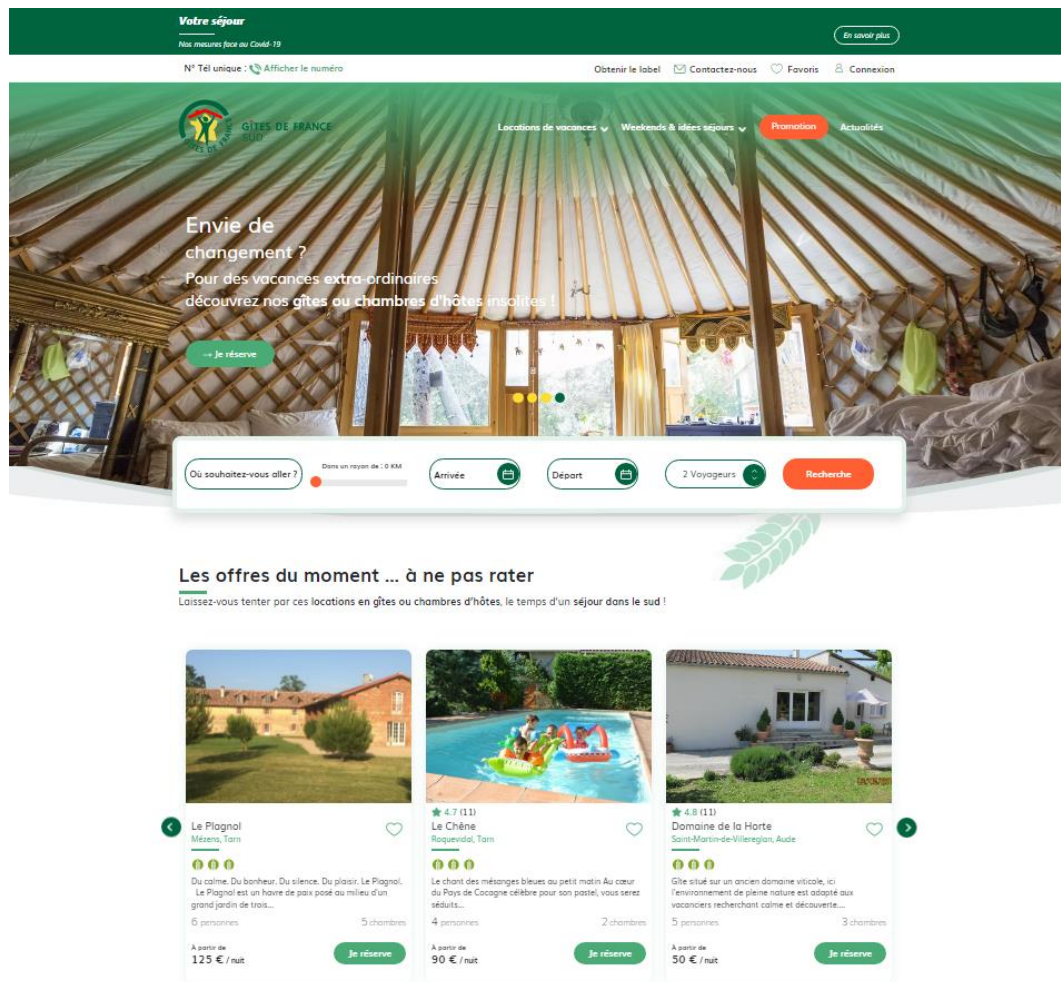 Votre séjour
Nos mesures face au Covid-19
En savoir plus
N° Tél unique : Afficher le numéro
Obtenir le label
Contactez-nous
Favoris
Connexion
GÎTES DE FRANCE
SUD
GÎTES DE FRANCE
Locations de vacances
Weekends & idées séjours
Promotion
Actualités
Envie de
changement ?
Pour des vacances extra-ordinaires
découvrez nos gîtes ou chambres d'hôtes insolites !
→ Je réserve
Où souhaitez-vous aller ?
Dans un rayon de : 0 KM
Arrivée
Départ
2 Voyageurs
Recherche
Les offres du moment ... à ne pas rater
Laissez-vous tenter par ces locations en gîtes ou chambres d'hôtes, le temps d'un séjour dans le sud !
Le Plagnol
Mézens, Tarn
Du calme. Du bonheur. Du silence. Du plaisir. Le Plagnol.
Le Plagnol est un havre de paix posé au milieu d'un
grand jardin de trois...
6 personnes
5 chambres
À partir de
125 € / nuit
Je réserve
4.7 (11)
Le Chêne
Roquevidal, Tarn
Le chant des mésanges bleues au petit matin Au cœur
du Pays de Cocagne célèbre pour son pastel, vous serez
séduits...
4 personnes
2 chambres
À partir de
90 € / nuit
Je réserve
4.8 (11)
Domaine de la Horte
Saint-Martin-de-Villereglan, Aude
Gîte situé sur un ancien domaine viticole, ici
l'environnement de pleine nature est adapté aux
vacanciers recherchant calme et découverte....
5 personnes
3 chambres
À partir de
50 € / nuit
Je réserve